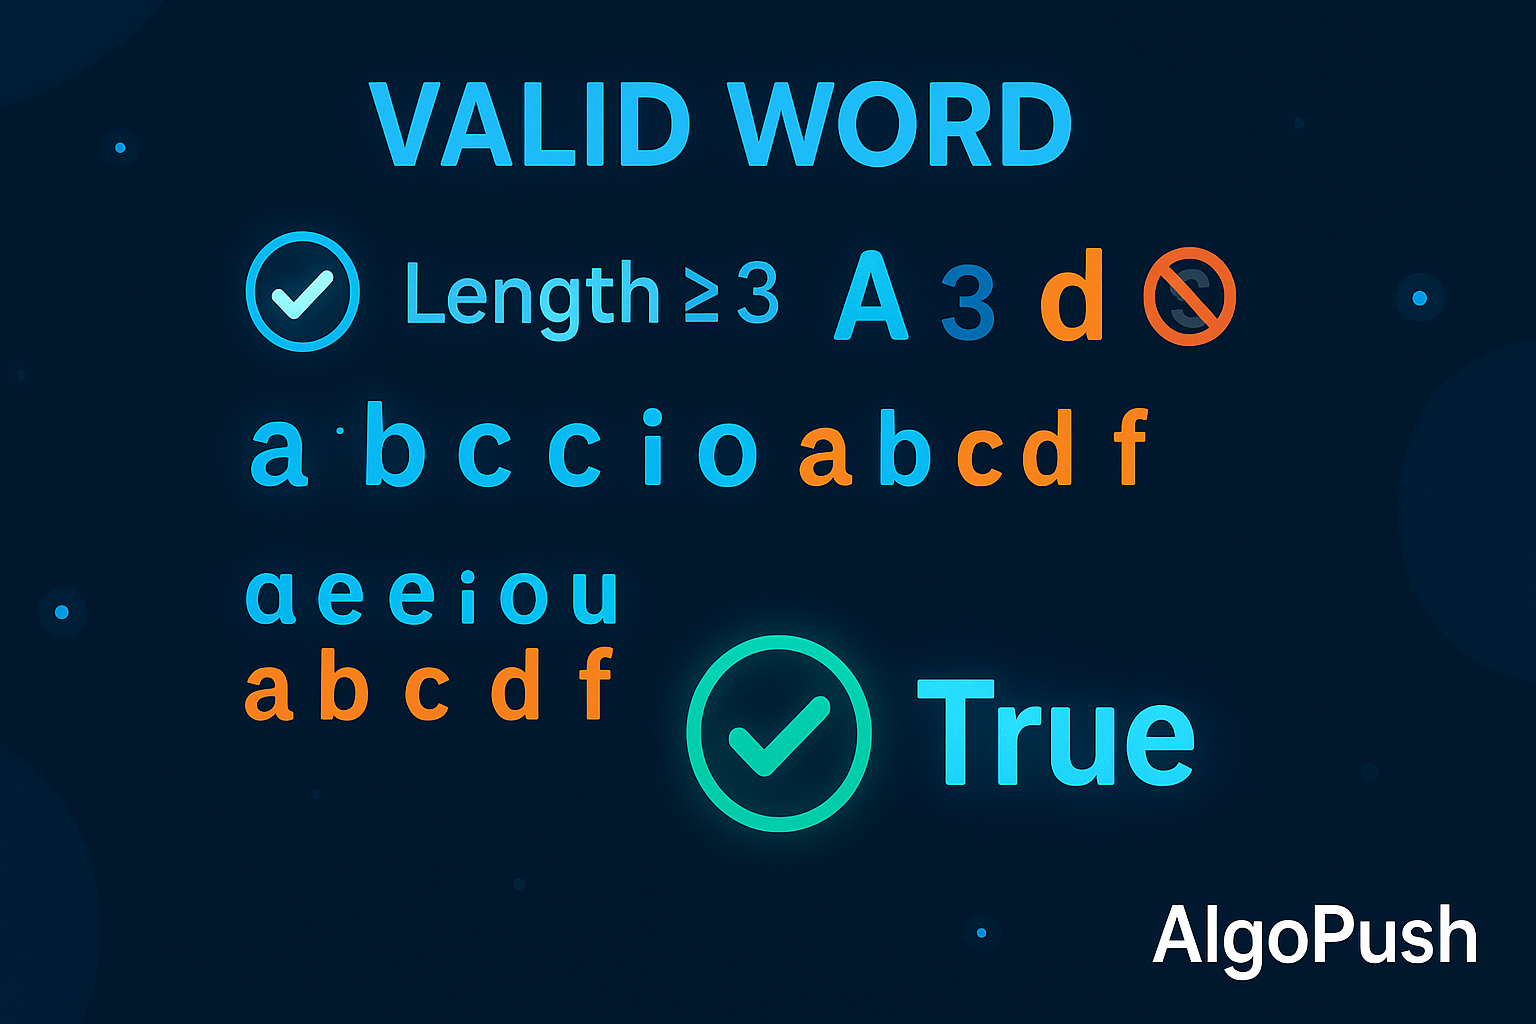 VALID WORD
Length ≥ 3 A 3 d S
a · b c c i o a b c d f
ɑ e e i o u
a b c d f
True
AlgoPush